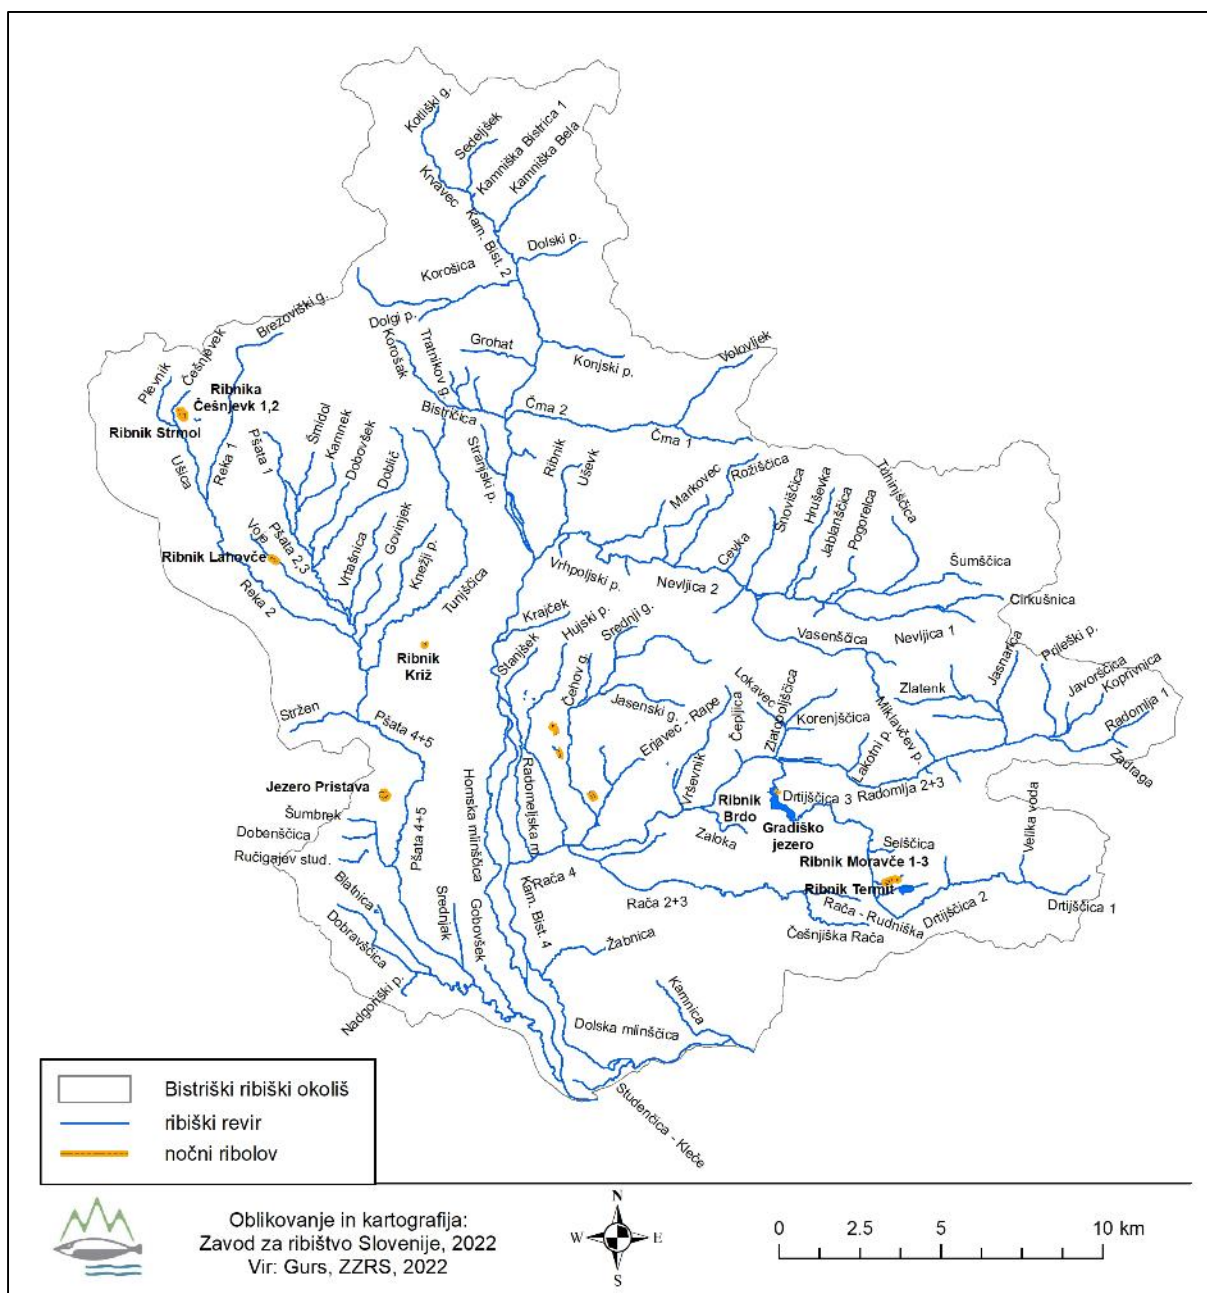 Kotliški g.
Sedeljšek
Kamniška Bistrica 1
Kamniška Bela
Krvavec
Kam. Bist. 2
Dolski p.
Korošica
Brezoviški g.
Dolgi p.
Korošak
Tratnikov g.
Grohat
Konjski p.
Volovljek
Plevnik
Češnjevek
Ribnika
Češnjevk 1,2
Ribnik Strmol
Bistričica
Črna 2
Črna 1
Ušica
Reka 1
Pšata 1
Šmidol
Kamnek
Dobovšek
Doblič
Stranjski p.
Ribnik
Uševk
Markovec
Rožiščica
Snoviščica
Hruševka
Jablanščica
Pogorelca
Tuhinjščica
Voje
Pšata 2,3
Ribnik Lahovče
Vrtašnica
Govinjek
Knežji p.
Tunjščica
Reka 2
Vrhpoljski p.
Nevljica 2
Cevka
Šumščica
Cirkušnica
Nevljica 1
Vasenščica
Krajček
Stanjšek
Hujski p.
Srednji g.
Čehov g.
Ribnik
Križ
Jasenski g.
Erjavec - Rape
Čepljica
Lokavec
Zlatopoljščica
Korenjščica
Zlatenk
Jasnarica
Prileški p.
Javorščica
Koprivnica
Radomlja 1
Zadraga
Miklavčev p.
Lakotni p.
Stržen
Pšata 4+5
Jezero Pristava
Šumbrek
Dobenščica
Ručigajev stud.
Pšata 4+5
Homska mlinščica
Radomeljska m.
Vrševnik
Ribnik
Brdo
Drtijščica 3
Radomlja 2+3
Gradiško
jezero
Zaloka
Selščica
Velika voda
Ribnik Moravče 1-3
Ribnik Termit
Blatnica
Dobravščica
Srednjak
Gobovšek
Kam. Bist. 4
Rača 4
Rača 2+3
Rača - Rudniška
Češnjiška Rača
Drtijščica 2
Drtijščica 1
Žabnica
Nadgoriški p.
Kamnica
Dolska mlinščica
Studenčica - Kleče
Bistriški ribiški okoliš
ribiški revir
nočni ribolov
Oblikovanje in kartografija:
Zavod za ribištvo Slovenije, 2022
Vir: Gurs, ZZRS, 2022
N
W
E
S
0 2.5 5 10 km